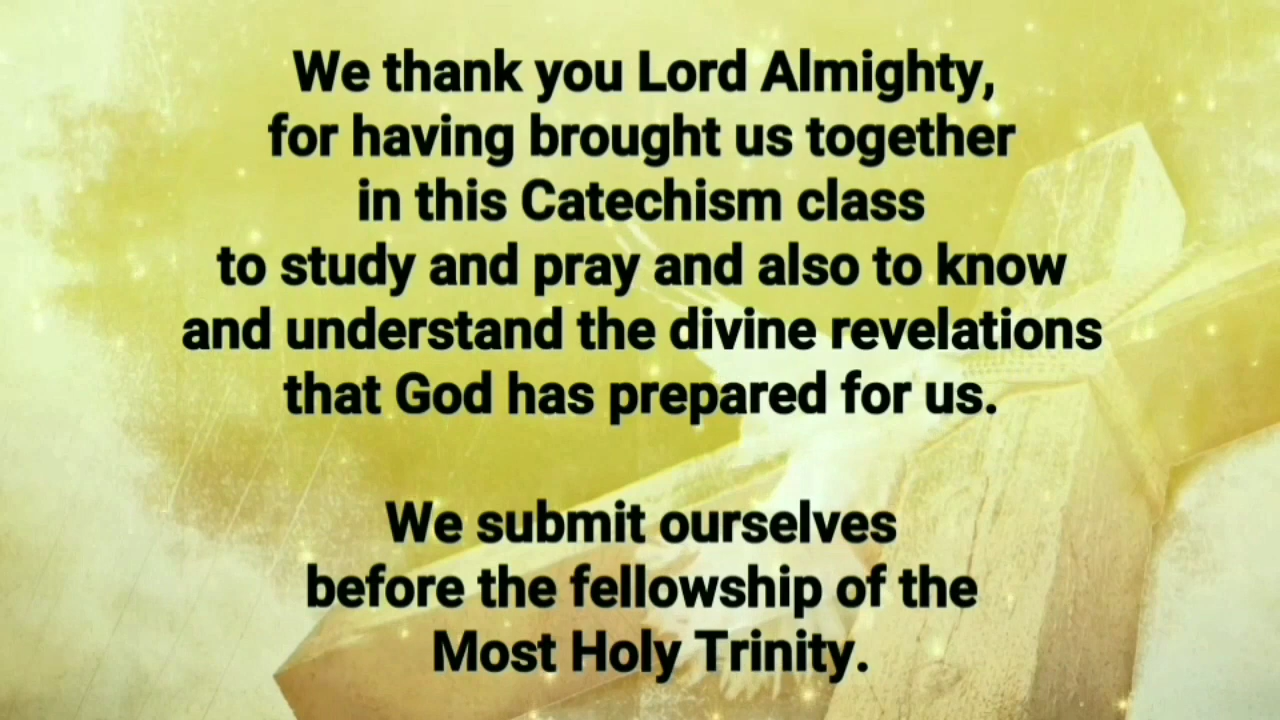 We thank you Lord Almighty,
for having brought us together
in this Catechism class
to study and pray and also to know
and understand the divine revelations
that God has prepared for us.
We submit ourselves
before the fellowship of the
Most Holy Trinity.